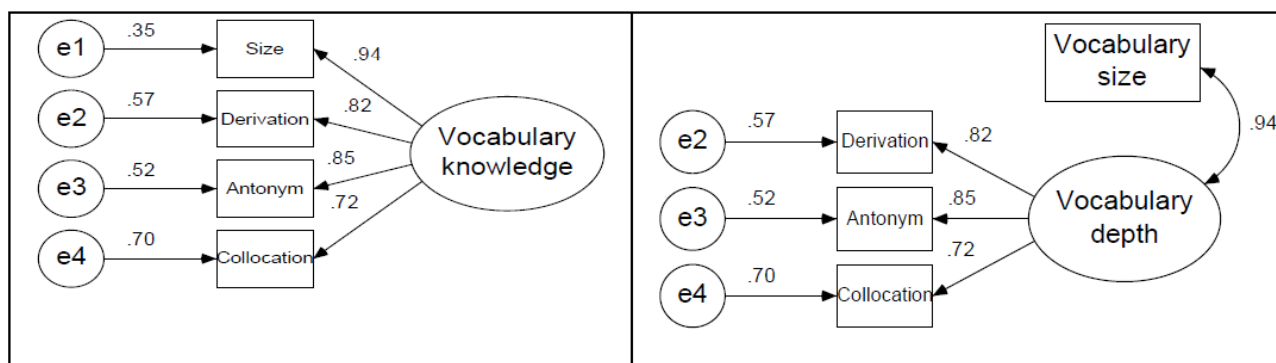 e1
.35
Size
.94
e2
.57
Derivation
.82
e3
.52
Antonym
.85
e4
.70
Collocation
.72
Vocabulary
knowledge
Vocabulary
size
.94
e2
.57
Derivation
.82
e3
.52
Antonym
.85
e4
.70
Collocation
.72
Vocabulary
depth